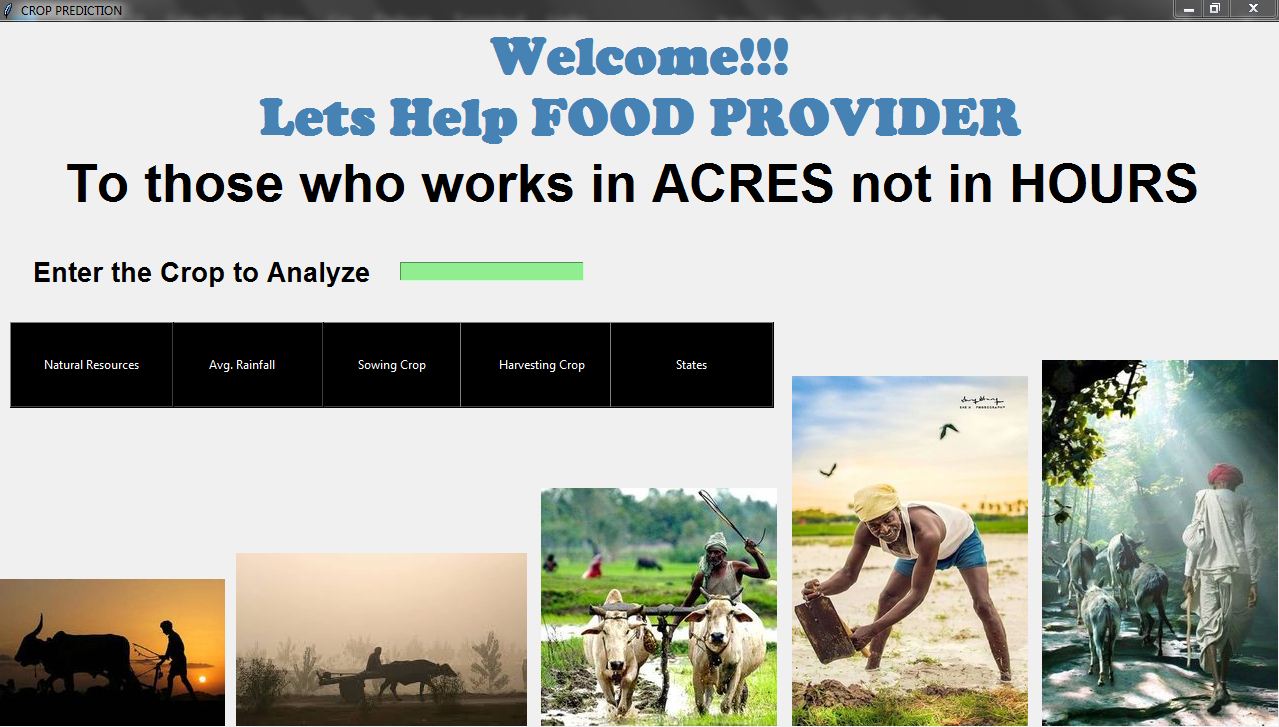 CROP PREDICTION
Welcome!!!
Lets Help FOOD PROVIDER
To those who works in ACRES not in HOURS
Enter the Crop to Analyze
Natural Resources
Avg. Rainfall
Sowing Crop
Harvesting Crop
States